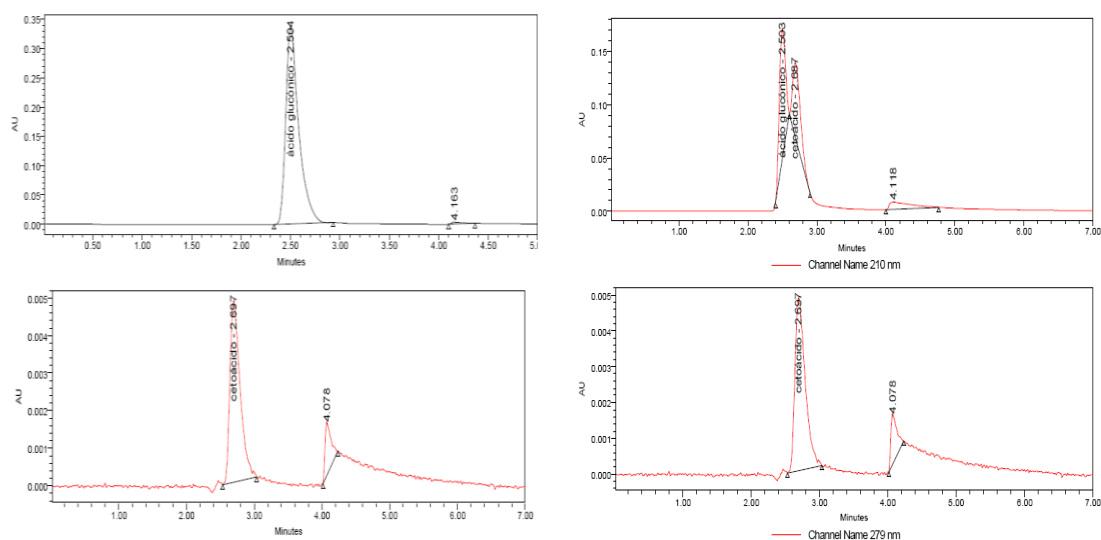 0.35
0.30
0.25
0.20
0.15
0.10
0.05
0.00
AU
ácido glucónico - 2.504
4.163
0.50 1.00 1.50 2.00 2.50 3.00 3.50 4.00 4.50 5.0
Minutes
0.15
0.10
0.05
0.00
AU
ácido glucónico - 2.503
cetoácido - 2.687
4.118
1.00 2.00 3.00 4.00 5.00 6.00 7.00
Minutes
Channel Name 210 nm
0.005
0.004
0.003
0.002
0.001
0.000
AU
cetoácido - 2.697
4.078
1.00 2.00 3.00 4.00 5.00 6.00 7.00
Minutes
0.005
0.004
0.003
0.002
0.001
0.000
AU
cetoácido - 2.697
4.078
1.00 2.00 3.00 4.00 5.00 6.00 7.00
Minutes
Channel Name 279 nm